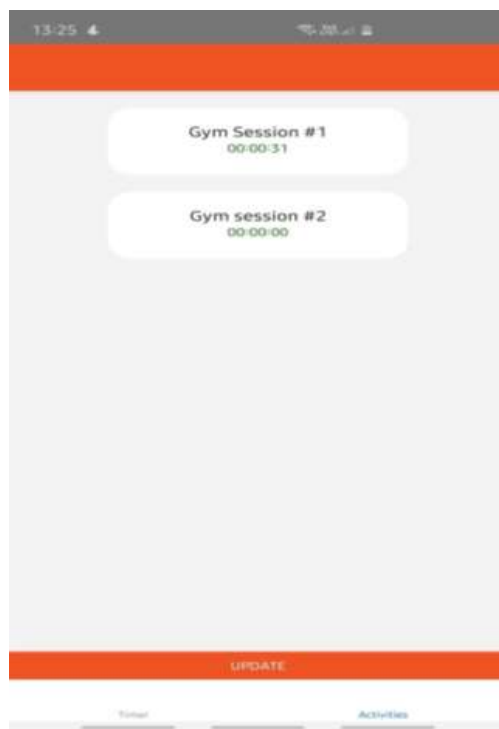 13:25
Gym Session #1
00:00:31
Gym session #2
00:00:00
UPDATE
Timer
Activities